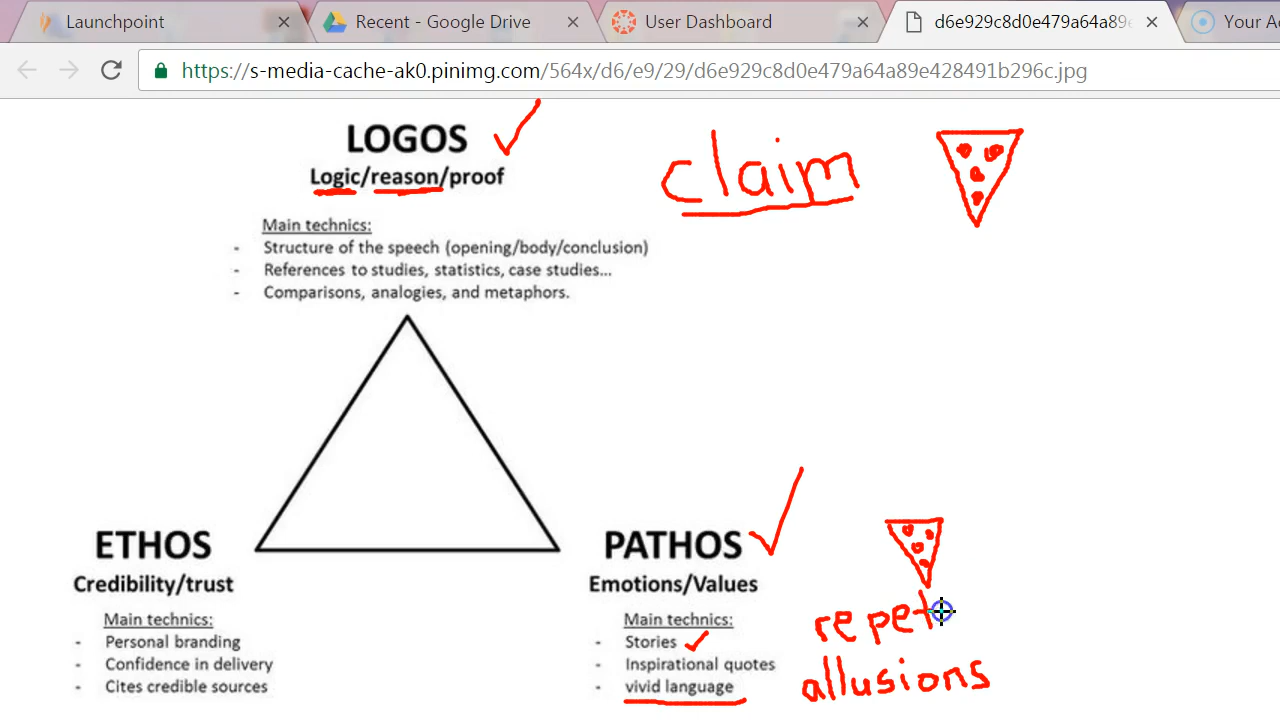 Launchpoint
Recent - Google Drive
User Dashboard
d6e929c8d0e479a64a89e
Your A
https://s-media-cache-ak0.pinimg.com/564x/d6/e9/29/d6e929c8d0e479a64a89e428491b296c.jpg
LOGOS
Logic/reason/proof
claim
Main technics:
- Structure of the speech (opening/body/conclusion)
- References to studies, statistics, case studies...
- Comparisons, analogies, and metaphors.
ETHOS
Credibility/trust
Main technics:
- Personal branding
- Confidence in delivery
- Cites credible sources
PATHOS
Emotions/Values
Main technics:
- Stories
- Inspirational quotes
- vivid language
repet
allusions